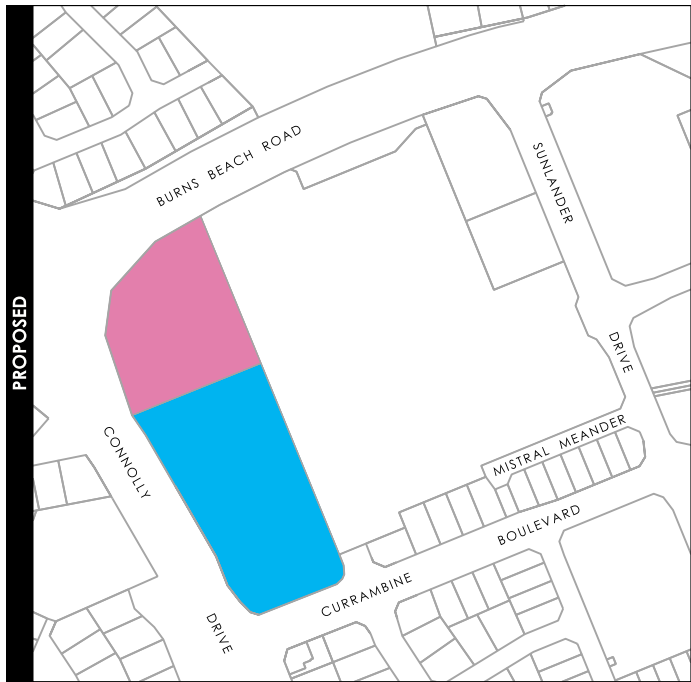 PROPOSED
BURNS BEACH ROAD
SUNLANDER
DRIVE
CONNOLLY
DRIVE
MISTRAL MEANDER
CURRAMBINE BOULEVARD